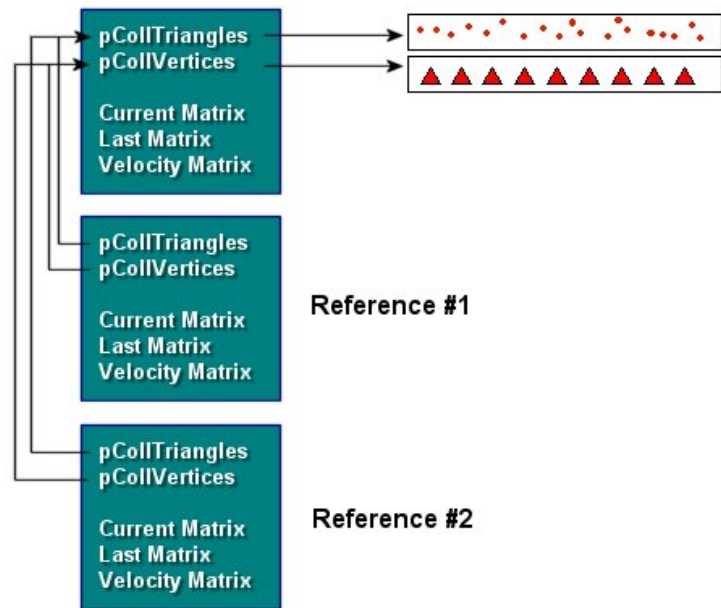 pCollTriangles
pCollVertices
Current Matrix
Last Matrix
Velocity Matrix
pCollTriangles
pCollVertices
Current Matrix
Last Matrix
Velocity Matrix
Reference #1
pCollTriangles
pCollVertices
Current Matrix
Last Matrix
Velocity Matrix
Reference #2